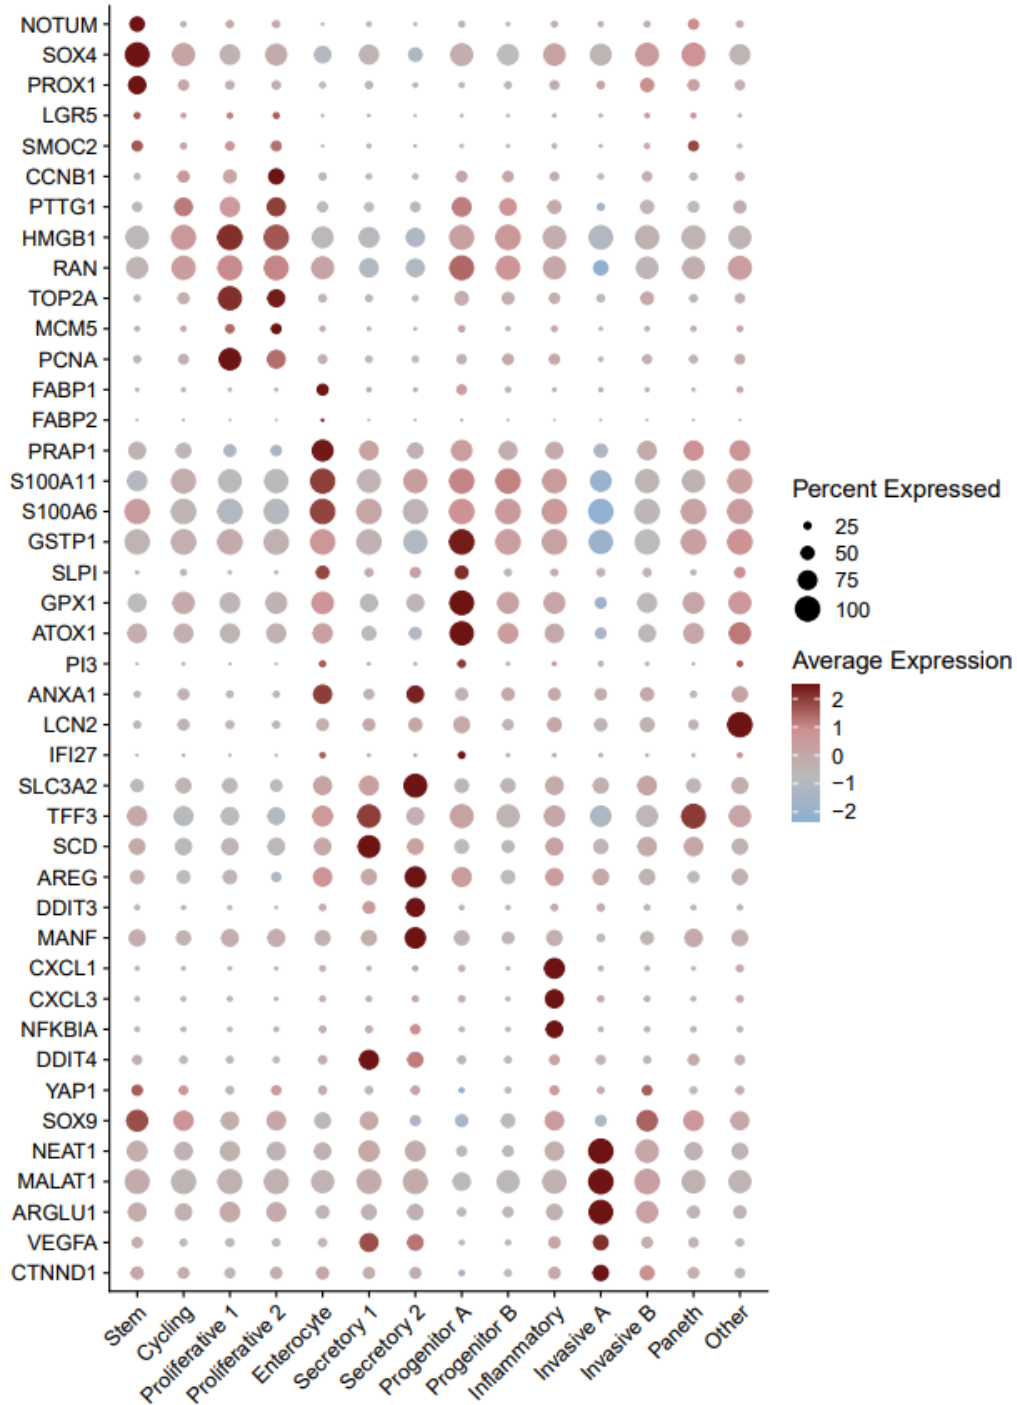 NOTUM
SOX4
PROX1
LGR5
SMOC2
CCNB1
PTTG1
HMGB1
RAN
TOP2A
MCM5
PCNA
FABP1
FABP2
PRAP1
S100A11
S100A6
GSTP1
SLPI
GPX1
ATOX1
PI3
ANXA1
LCN2
IFI27
SLC3A2
TFF3
SCD
AREG
DDIT3
MANF
CXCL1
CXCL3
NFKBIA
DDIT4
YAP1
SOX9
NEAT1
MALAT1
ARGLU1
VEGFA
CTNND1
Stem
Cycling
Proliferative 1
Proliferative 2
Enterocyte
Secretory 1
Secretory 2
Progenitor A
Progenitor B
Inflammatory
Invasive A
Invasive B
Paneth
Other
Percent Expressed
25
50
75
100
Average Expression
2
1
0
−1
−2